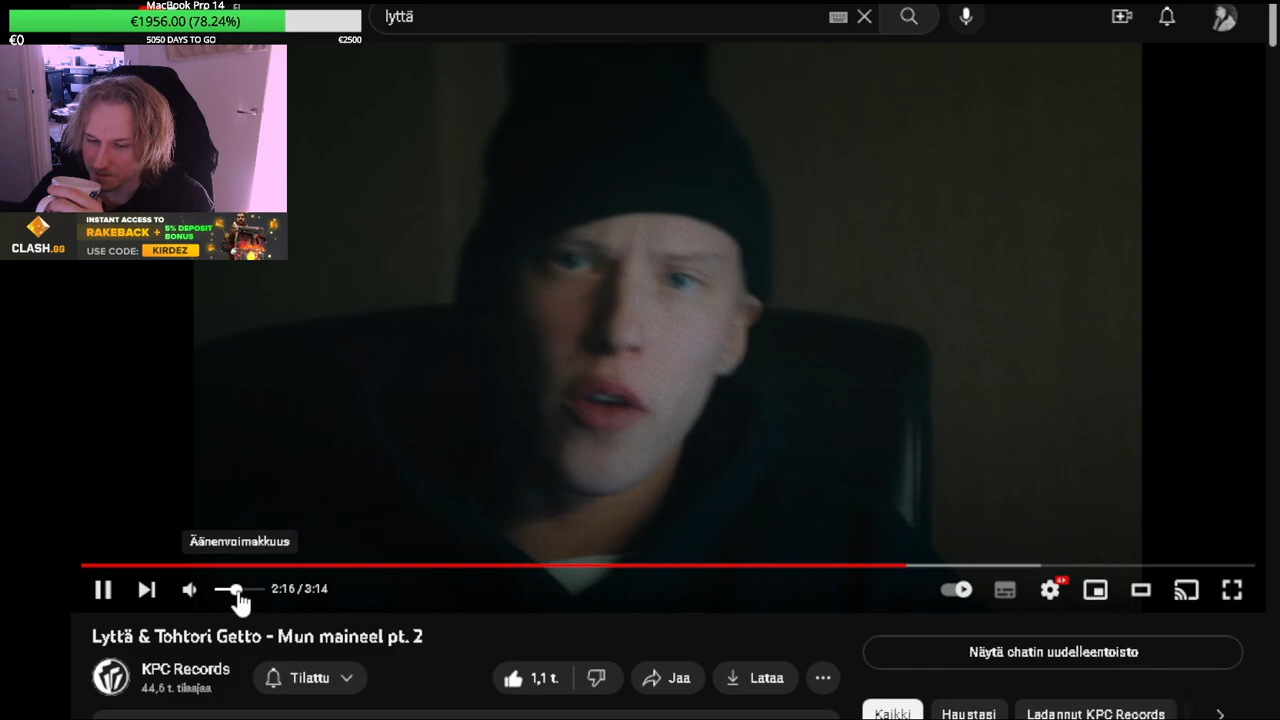 MacBook Pro 14
€1956.00 (78.24%)
€0
5050 DAYS TO GO
€2500
lyttä
INSTANT ACCESS TO
RAKEBACK + 5% DEPOSIT BONUS
CLASH.GG
USE CODE: KIRDEZ
Äänenvoimakkuus
2:16 / 3:14
Lyttä & Tohtori Getto - Mun maineel pt. 2
Näytä chatin uudelleentoisto
KPC Records
44,6 t. tilaajaa
Tilattu
1,1 t.
Jaa
Lataa
Kaikki
Haustasi
Ladannut KPC Records